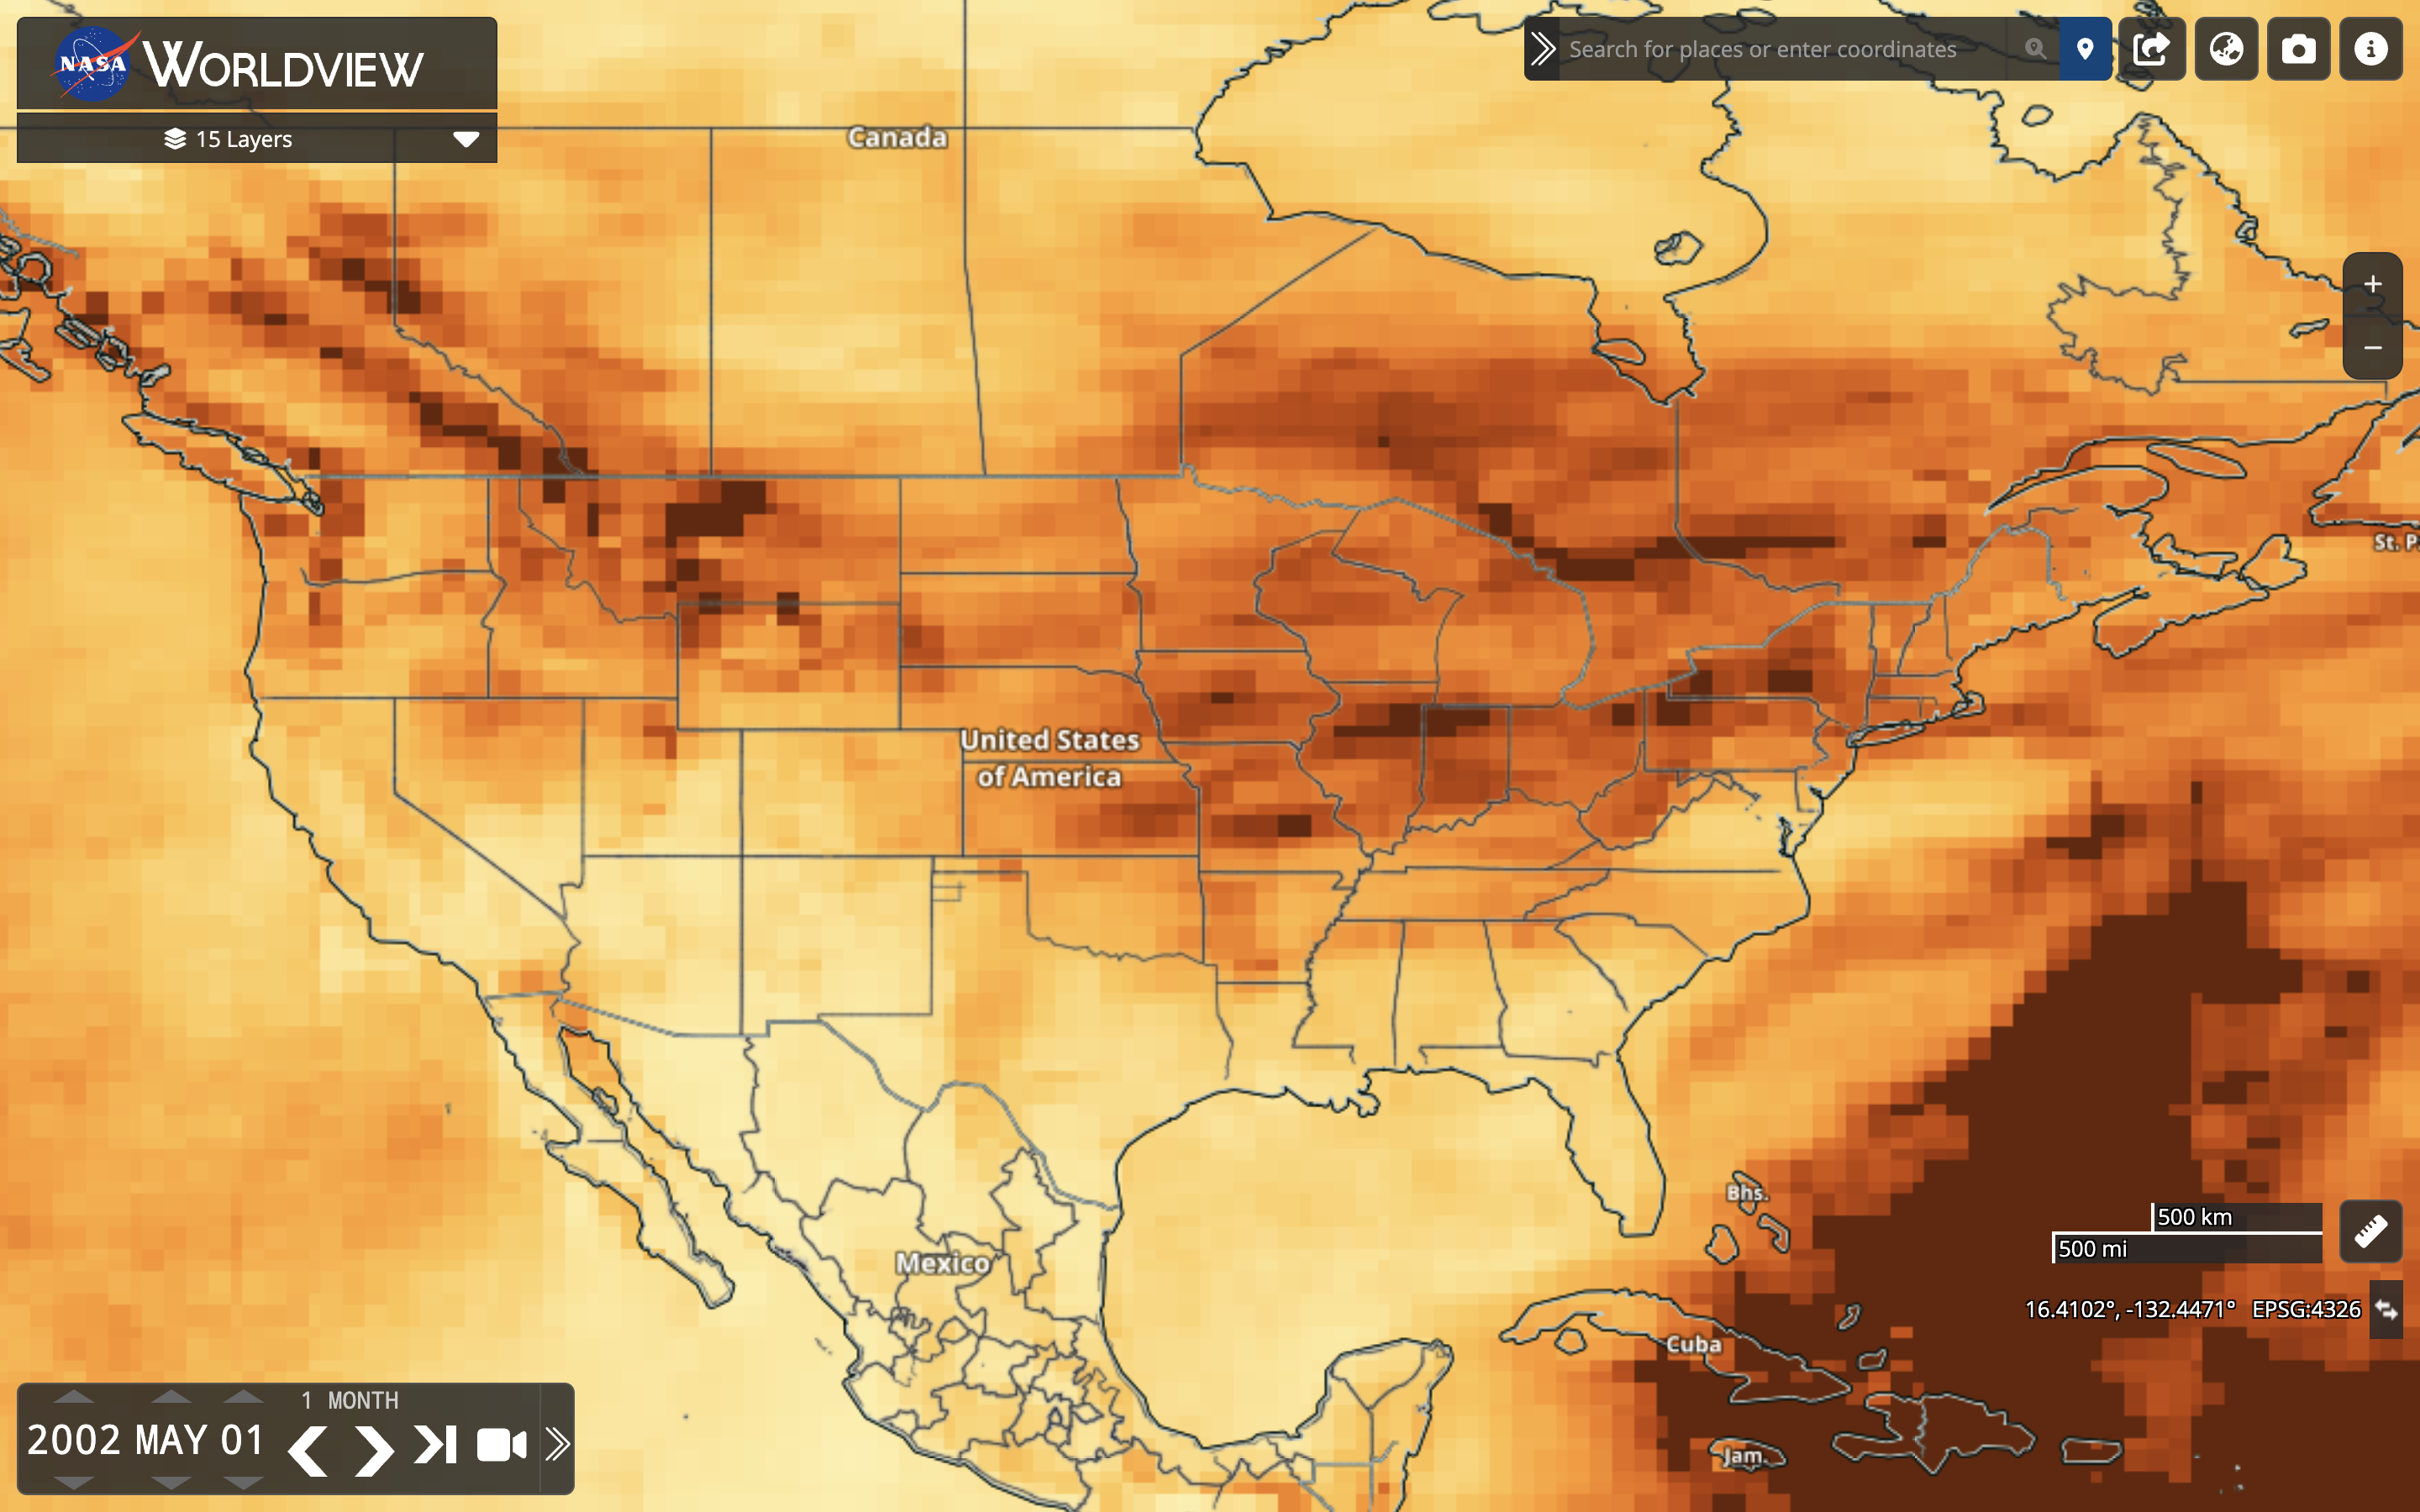 NASA WORLDVIEW
15 Layers
Search for places or enter coordinates
Canada
St. P
United States
of America
Bhs.
500 km
500 mi
Mexico
16.4102°, -132.4471° EPSG:4326
Cuba
1 MONTH
2002 MAY 01
Jam.